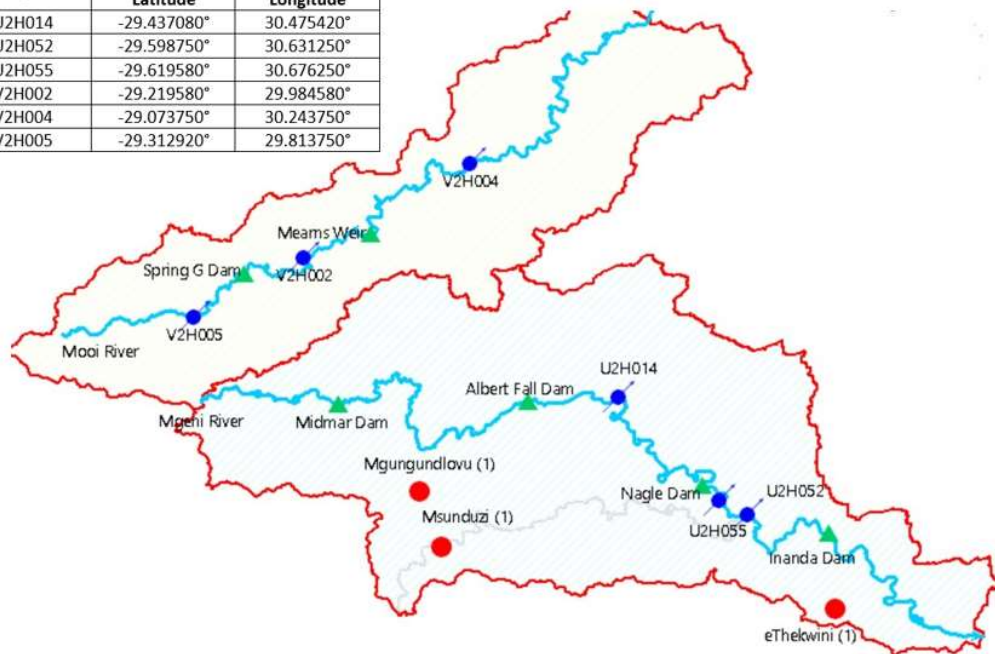 Latitude Longitude
U2H014 -29.437080° 30.475420°
U2H052 -29.598750° 30.631250°
U2H055 -29.619580° 30.676250°
V2H002 -29.219580° 29.984580°
V2H004 -29.073750° 30.243750°
V2H005 -29.312920° 29.813750°
V2H004
Mearns Weir
Spring G Dam
V2H002
V2H005
Mooi River
U2H014
Albert Fall Dam
Mgeni River
Midmar Dam
Mgungundlovu (1)
Nagle Dam
U2H052
Msunduzi (1)
U2H055
Inanda Dam
eThekwini (1)